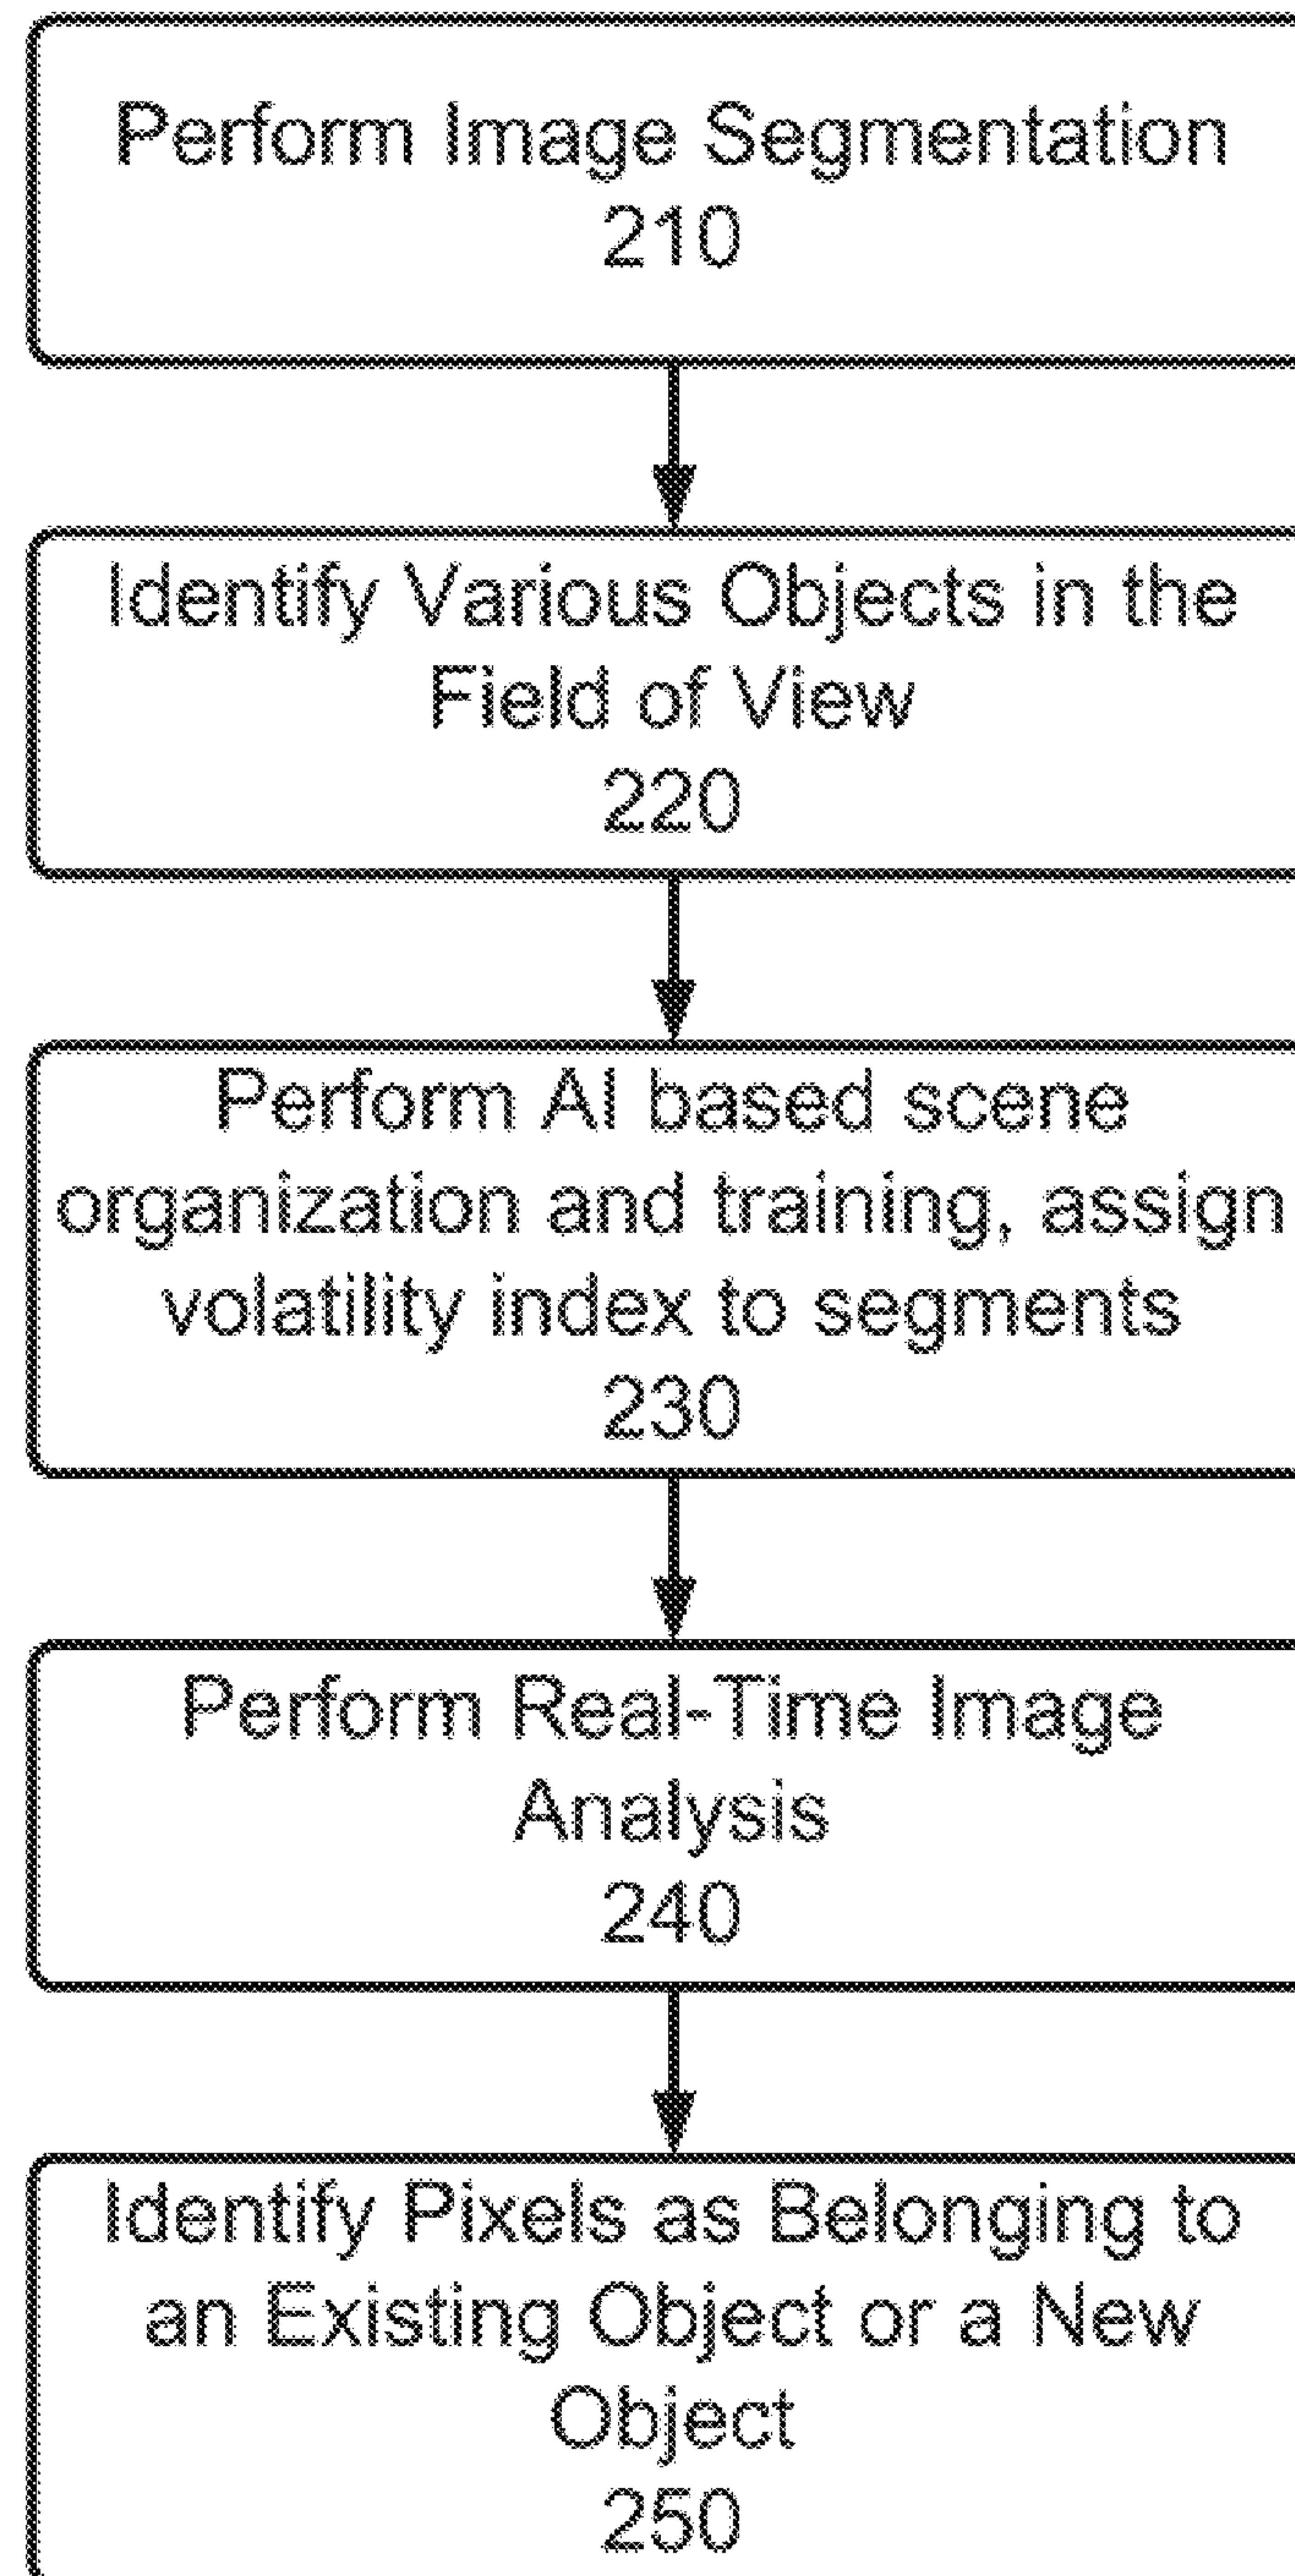 Perform Image Segmentation
210
Identify Various Objects in the
Field of View
220
Perform AI based scene
organization and training, assign
volatility index to segments
230
Perform Real-Time Image
Analysis
240
Identify Pixels as Belonging to
an Existing Object or a New
Object
250